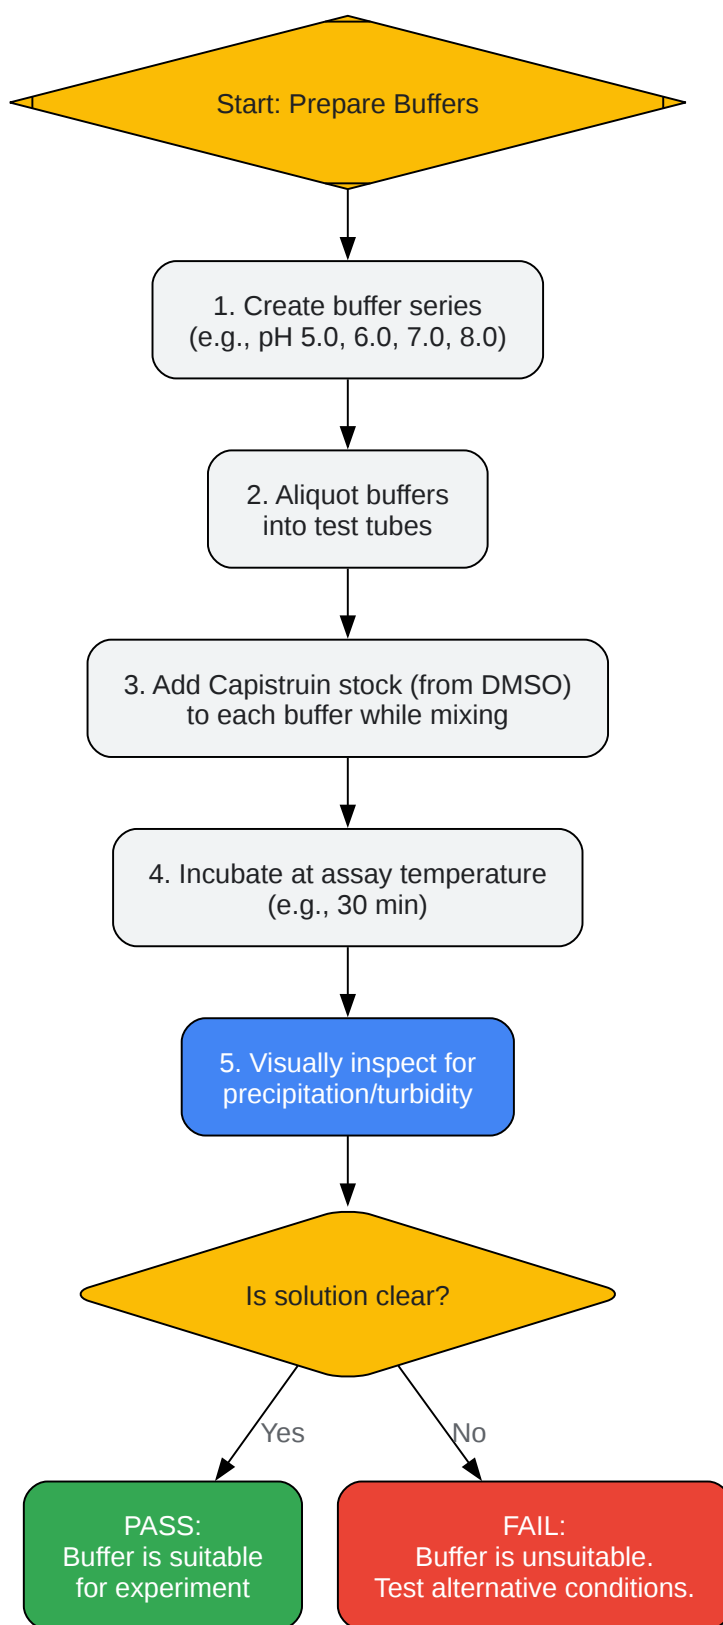 Start: Prepare Buffers
1. Create buffer series
(e.g., pH 5.0, 6.0, 7.0, 8.0)
2. Aliquot buffers
into test tubes
3. Add Capistruin stock (from DMSO)
to each buffer while mixing
4. Incubate at assay temperature
(e.g., 30 min)
5. Visually inspect for
precipitation/turbidity
Is solution clear?
Yes
No
PASS:
Buffer is suitable
for experiment
FAIL:
Buffer is unsuitable.
Test alternative conditions.